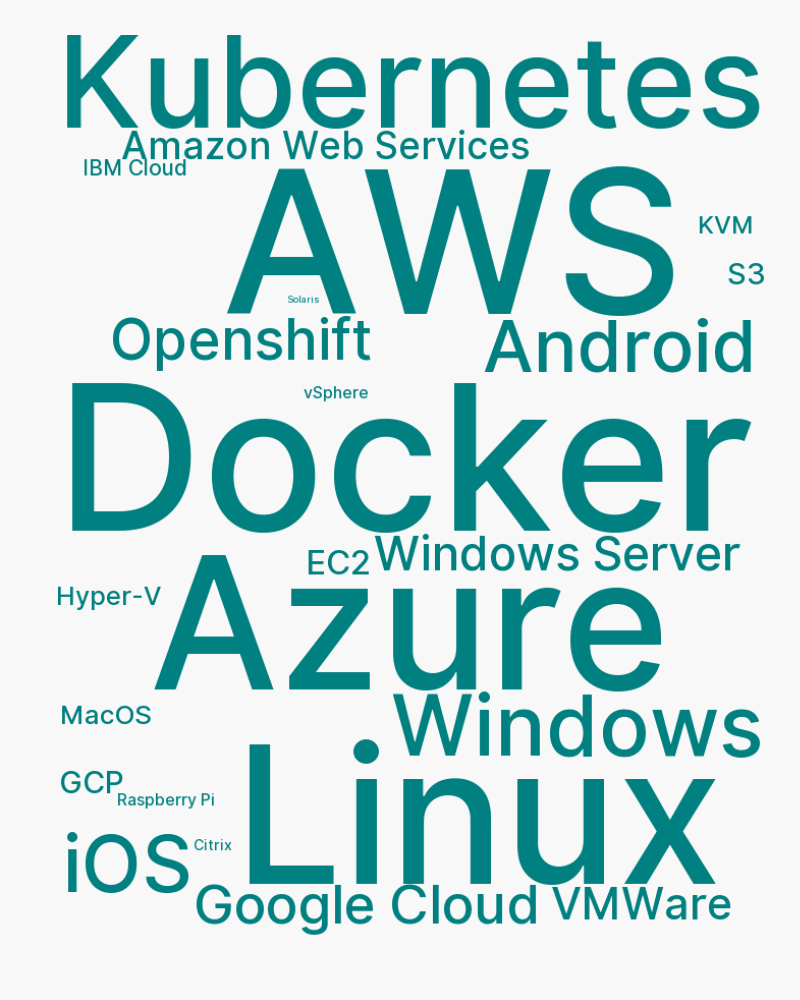 Kubernetes
Amazon Web Services
IBM Cloud
AWS
KVM
S3
Solaris
Openshift
Android
vSphere
Docker
Windows Server
EC2
Azure
Hyper-V
MacOS
Windows
GCP
Raspberry Pi
Linux
iOS
Citrix
Google Cloud
VMWare